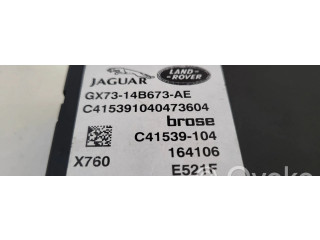 JAGUAR
LAND-
ROVER
GX73-14B673-AE
C415391040473604
brose
C41539-104
164106
X760
E521F